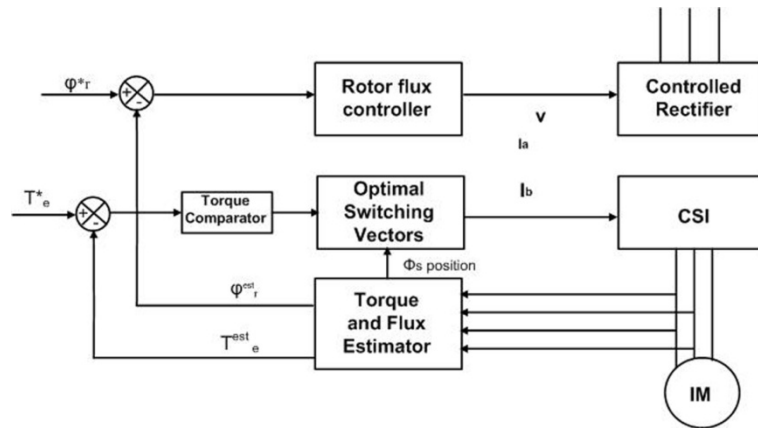 φ*r
+
-
Rotor flux
controller
V
Ia
Controlled
Rectifier
T*e
+
-
Torque
Comparator
Optimal
Switching
Vectors
Ib
CSI
Φs position
φestr
Teste
Torque
and Flux
Estimator
IM